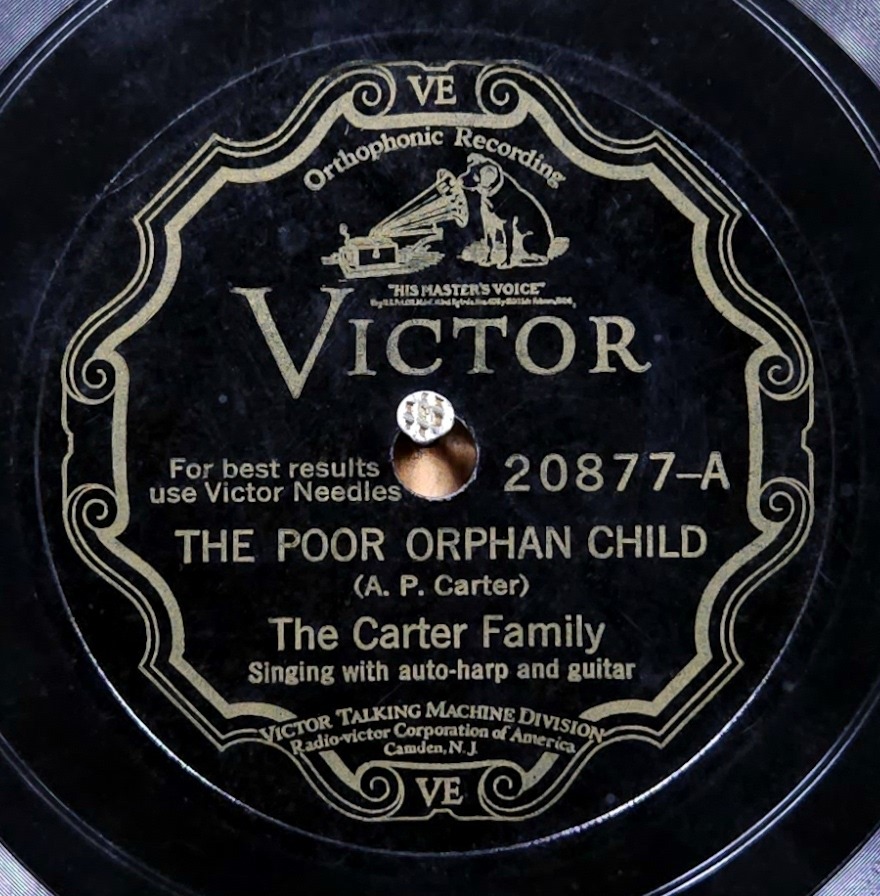 VE
Orthophonic Recording
"HIS MASTER'S VOICE"
VICTOR
For best results
use Victor Needles
20877-A
THE POOR ORPHAN CHILD
(A. P. Carter)
The Carter Family
Singing with auto-harp and guitar
VICTOR TALKING MACHINE DIVISION
Radio-victor Corporation of America
Camden, N. J.
VE